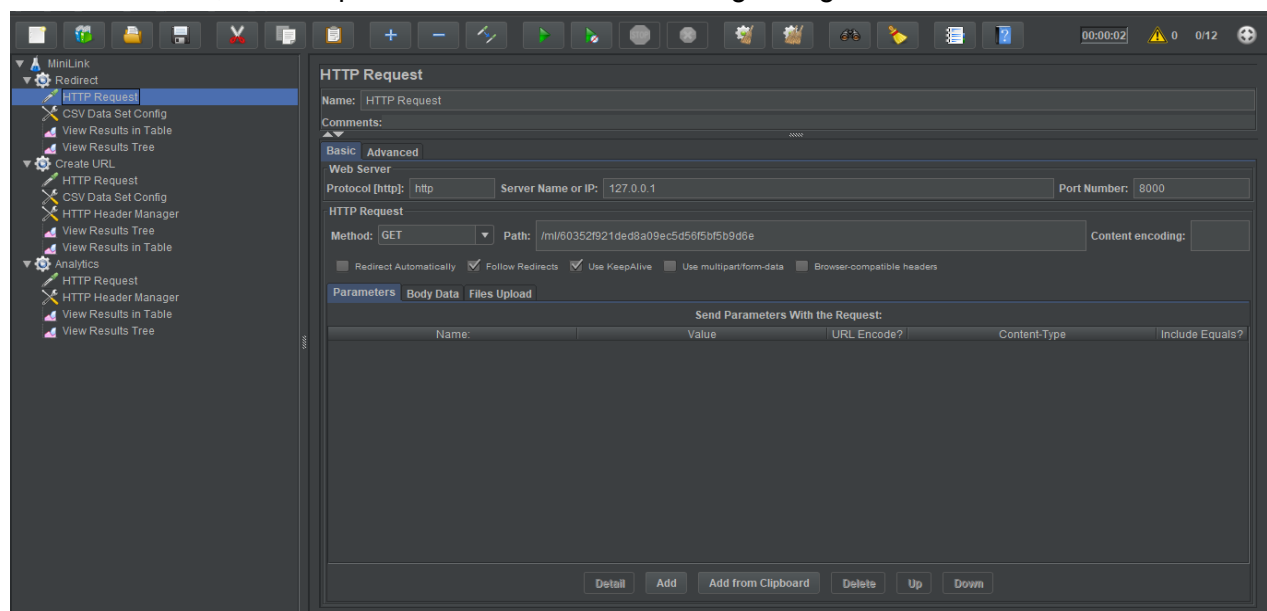 00:00:02 0 0/12
MiniLink
Redirect
HTTP Request
CSV Data Set Config
View Results in Table
View Results Tree
Create URL
HTTP Request
CSV Data Set Config
HTTP Header Manager
View Results Tree
View Results in Table
Analytics
HTTP Request
HTTP Header Manager
View Results in Table
View Results Tree
HTTP Request
Name: HTTP Request
Comments:
Basic Advanced
Web Server
Protocol [http]: http Server Name or IP: 127.0.0.1 Port Number: 8000
HTTP Request
Method: GET Path: /ml/60352f921ded8a09ec5d56f5bf5b9d6e Content encoding:
Redirect Automatically Follow Redirects Use KeepAlive Use multipart/form-data Browser-compatible headers
Parameters Body Data Files Upload
Send Parameters With the Request:
Name: Value URL Encode? Content-Type Include Equals?
Detail Add Add from Clipboard Delete Up Down